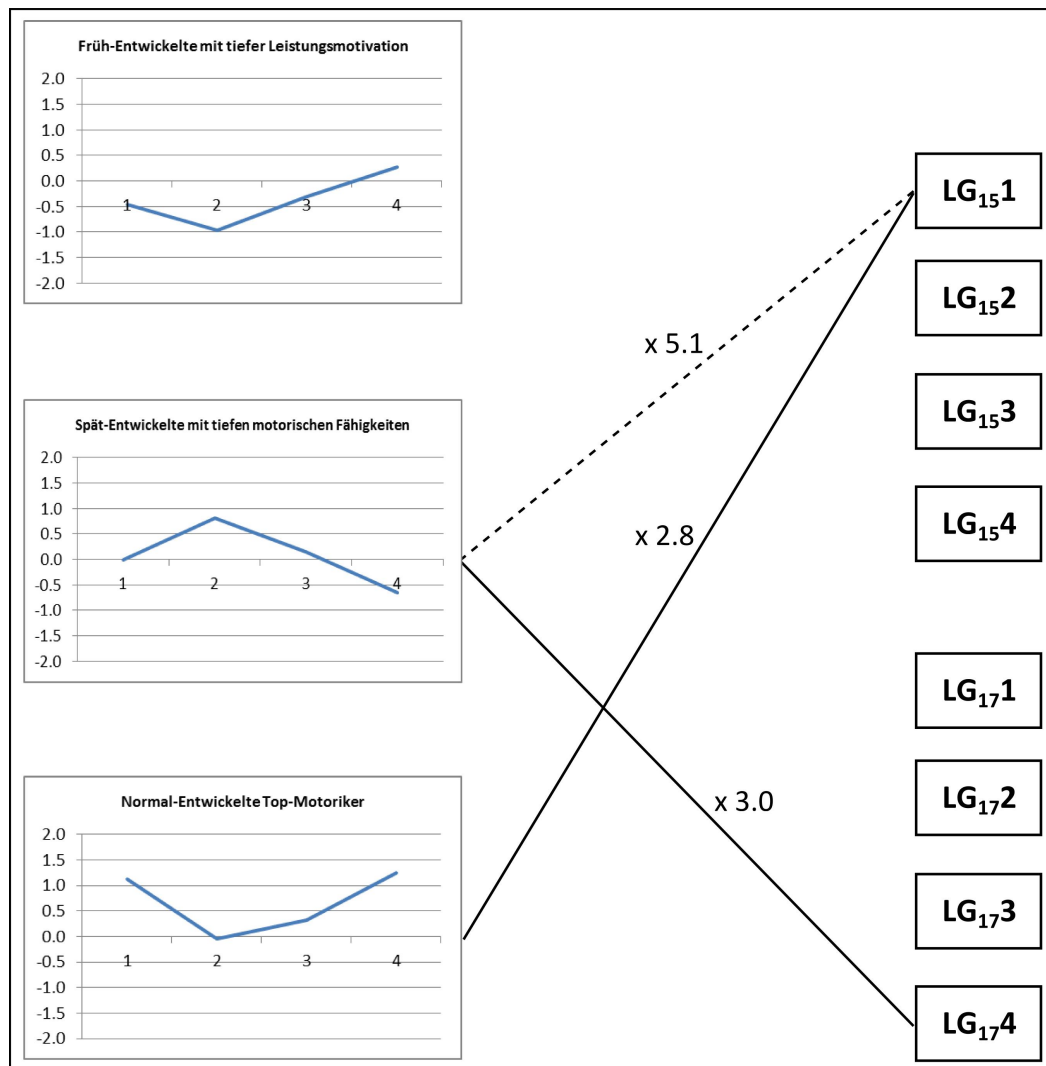 Früh-Entwickelte mit tiefer Leistungsmotivation
2.0
1.5
1.0
0.5
0.0
-0.5
-1.0
-1.5
-2.0
1 2 3 4
Spät-Entwickelte mit tiefen motorischen Fähigkeiten
2.0
1.5
1.0
0.5
0.0
-0.5
-1.0
-1.5
-2.0
1 2 3 4
Normal-Entwickelte Top-Motoriker
2.0
1.5
1.0
0.5
0.0
-0.5
-1.0
-1.5
-2.0
1 2 3 4
x 5.1
x 2.8
x 3.0
LG₁₅1
LG₁₅2
LG₁₅3
LG₁₅4
LG₁₇1
LG₁₇2
LG₁₇3
LG₁₇4